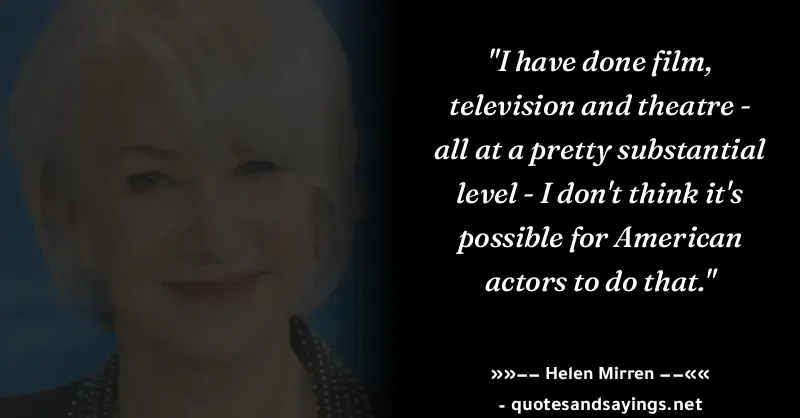 "I have done film,
television and theatre -
all at a pretty substantial
level - I don't think it's
possible for American
actors to do that."
»»−− Helen Mirren −−««
- quotesandsayings.net